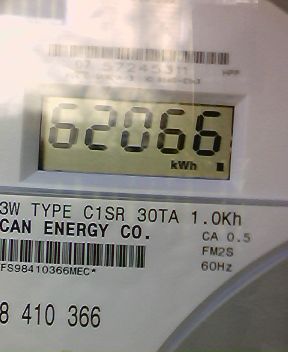 62066
kWh
3W TYPE C1SR 30TA 1.0Kh
CAN ENERGY CO.
CA 0.5
FM2S
60Hz
FS98410366MEC*
8 410 366